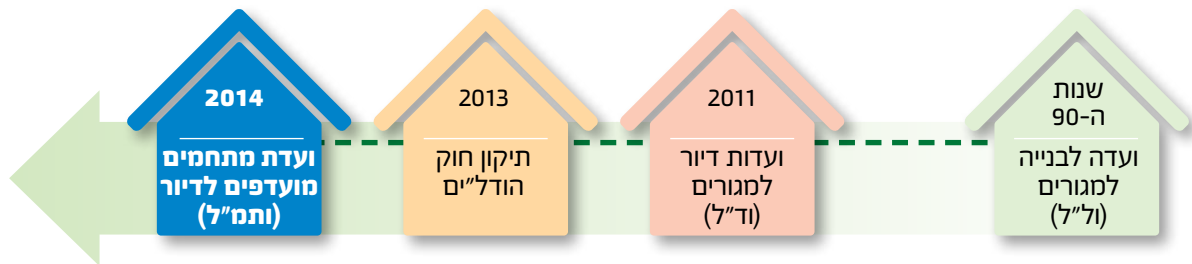 שנות
ה-90
ועדה לבנייה
למגורים
(ול"ל)
2011
ועדות דיור
למגורים
(וד"ל)
2013
תיקון חוק
הודל"ים
2014
ועדת מתחמים
מועדפים לדיור
(ותמ"ל)